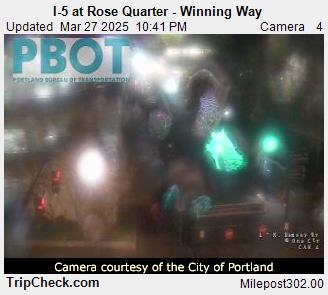 I-5 at Rose Quarter - Winning Way
Updated Mar 27 2025 10:41 PM Camera 4
PBOT
PORTLAND BUREAU OF TRANSPORTATION
Camera courtesy of the City of Portland
TripCheck.com Milepost302.00